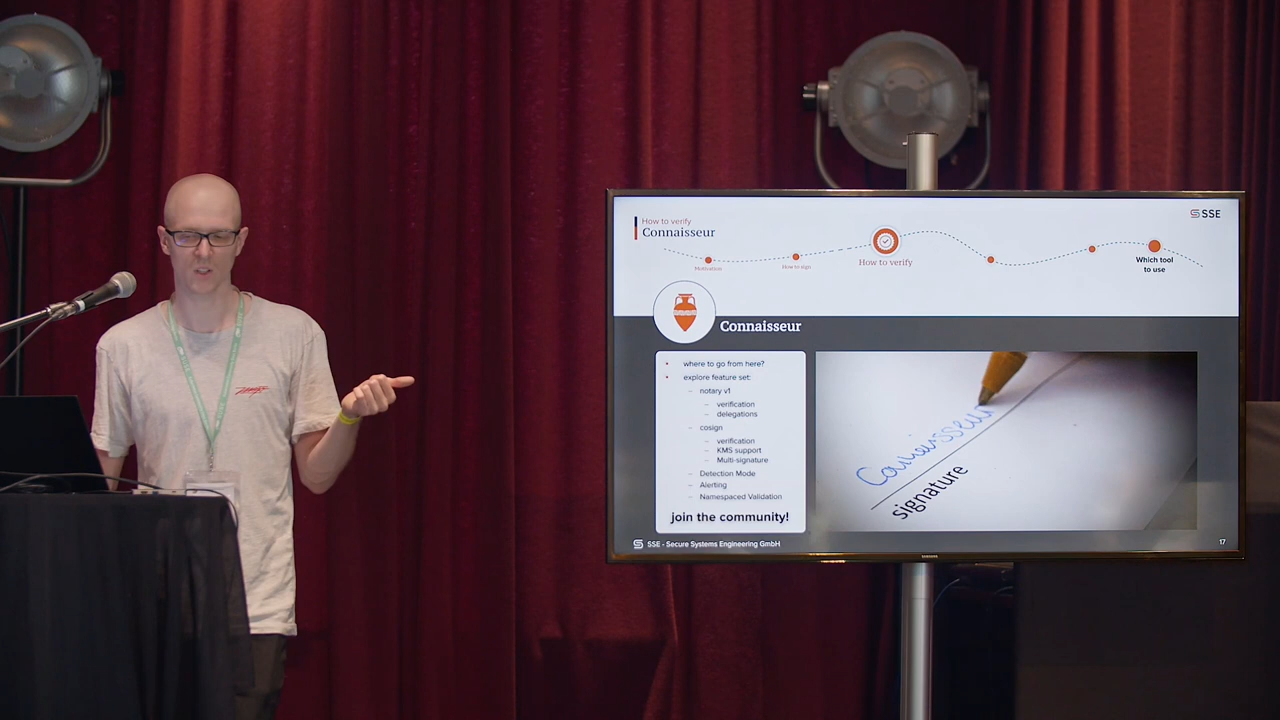 How to verify
Connaisseur
SSE
Motivation
How to sign
How to verify
Which tool
to use
Connaisseur
where to go from here?
explore feature set:
notary v1
verification
delegations
cosign
verification
KMS support
Multi-signature
Detection Mode
Alerting
Namespaced Validation
join the community!
Connaisseur
signature
SSE - Secure Systems Engineering GmbH
17
SAMSUNG